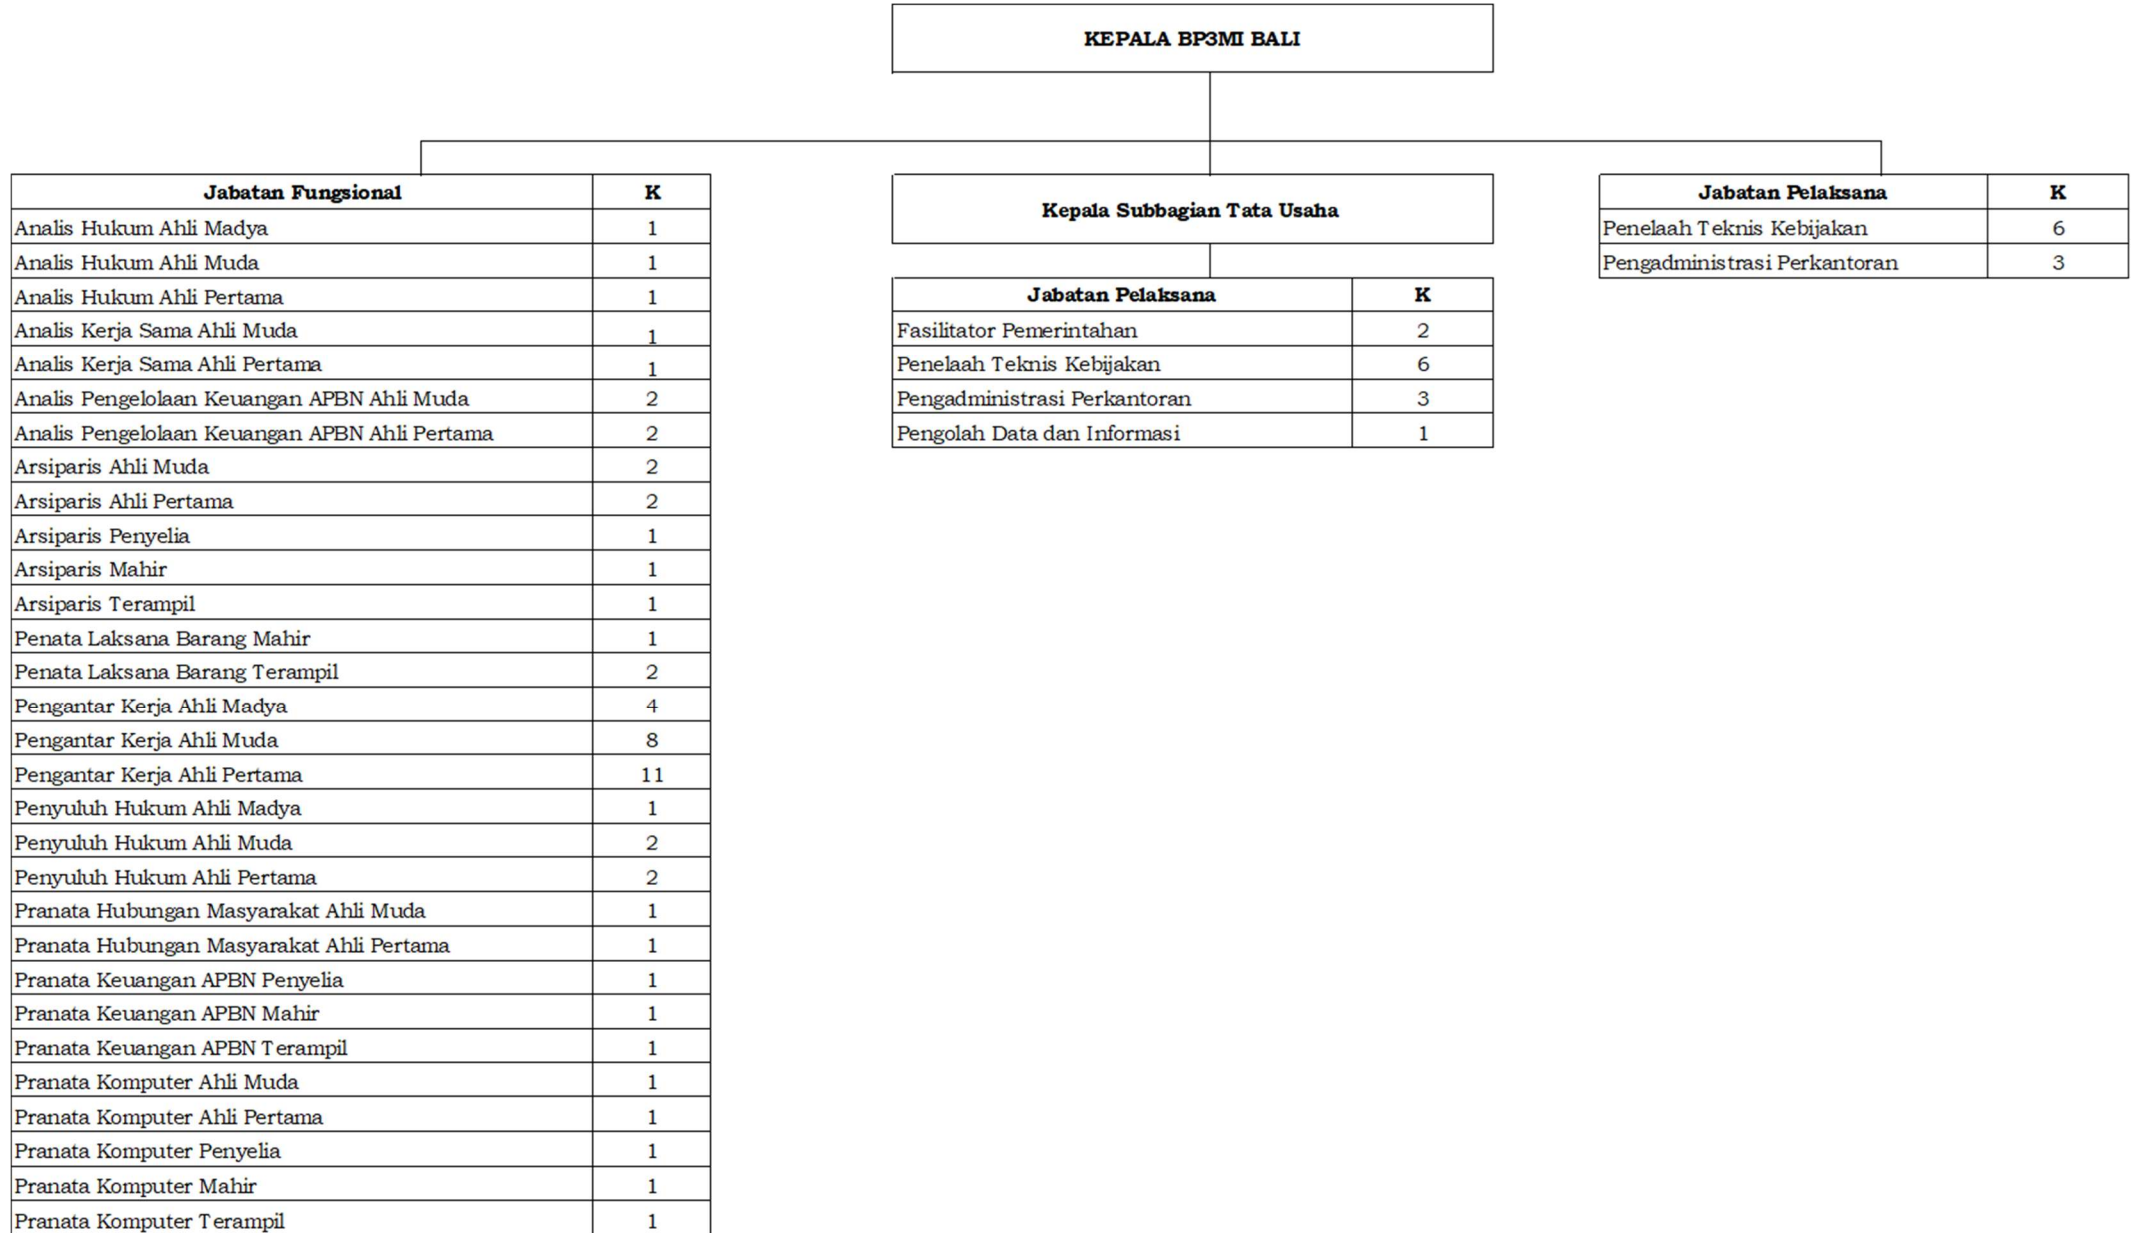 KEPALA BP3MI BALI
Jabatan Fungsional K
Analis Hukum Ahli Madya 1
Analis Hukum Ahli Muda 1
Analis Hukum Ahli Pertama 1
Analis Kerja Sama Ahli Muda 1
Analis Kerja Sama Ahli Pertama 1
Analis Pengelolaan Keuangan APBN Ahli Muda 2
Analis Pengelolaan Keuangan APBN Ahli Pertama 2
Arsiparis Ahli Muda 2
Arsiparis Ahli Pertama 2
Arsiparis Penyelia 1
Arsiparis Mahir 1
Arsiparis Terampil 1
Penata Laksana Barang Mahir 1
Penata Laksana Barang Terampil 2
Pengantar Kerja Ahli Madya 4
Pengantar Kerja Ahli Muda 8
Pengantar Kerja Ahli Pertama 11
Penyuluh Hukum Ahli Madya 1
Penyuluh Hukum Ahli Muda 2
Penyuluh Hukum Ahli Pertama 2
Pranata Hubungan Masyarakat Ahli Muda 1
Pranata Hubungan Masyarakat Ahli Pertama 1
Pranata Keuangan APBN Penyelia 1
Pranata Keuangan APBN Mahir 1
Pranata Keuangan APBN Terampil 1
Pranata Komputer Ahli Muda 1
Pranata Komputer Ahli Pertama 1
Pranata Komputer Penyelia 1
Pranata Komputer Mahir 1
Pranata Komputer Terampil 1
Kepala Subbagian Tata Usaha
Jabatan Pelaksana K
Fasilitator Pemerintahan 2
Penelaah Teknis Kebijakan 6
Pengadministrasi Perkantoran 3
Pengolah Data dan Informasi 1
Jabatan Pelaksana K
Penelaah Teknis Kebijakan 6
Pengadministrasi Perkantoran 3